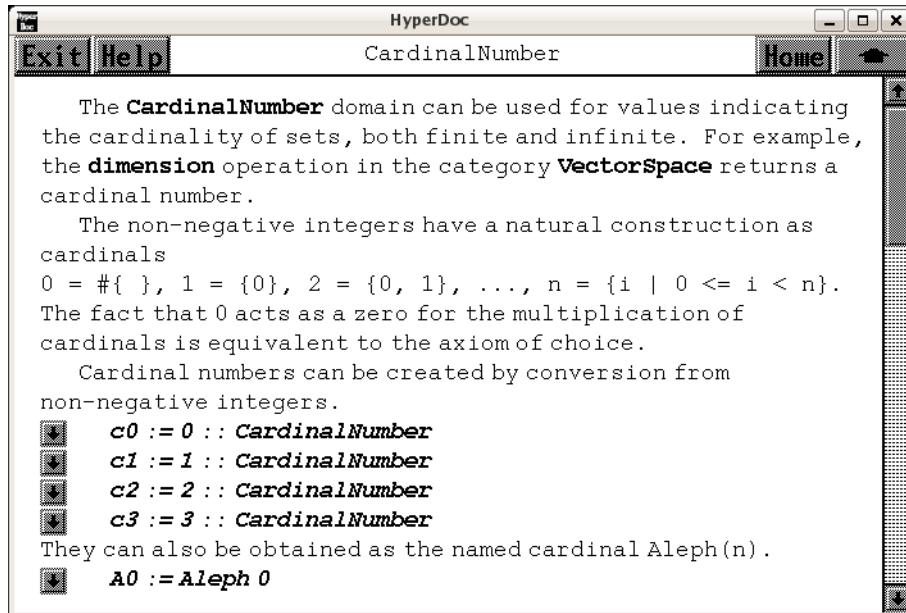 Hyper Doc
HyperDoc
Exit Help CardinalNumber Home
The CardinalNumber domain can be used for values indicating
the cardinality of sets, both finite and infinite. For example,
the dimension operation in the category VectorSpace returns a
cardinal number.
The non-negative integers have a natural construction as
cardinals
0 = #{ }, 1 = {0}, 2 = {0, 1}, ..., n = {i | 0 <= i < n}.
The fact that 0 acts as a zero for the multiplication of
cardinals is equivalent to the axiom of choice.
Cardinal numbers can be created by conversion from
non-negative integers.
c0 := 0 :: CardinalNumber
c1 := 1 :: CardinalNumber
c2 := 2 :: CardinalNumber
c3 := 3 :: CardinalNumber
They can also be obtained as the named cardinal Aleph(n).
A0 := Aleph 0